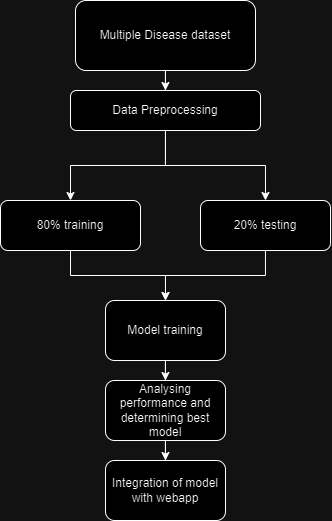 Multiple Disease dataset
Data Preprocessing
80% training
20% testing
Model training
Analysing
performance and
determining best
model
Integration of model
with webapp